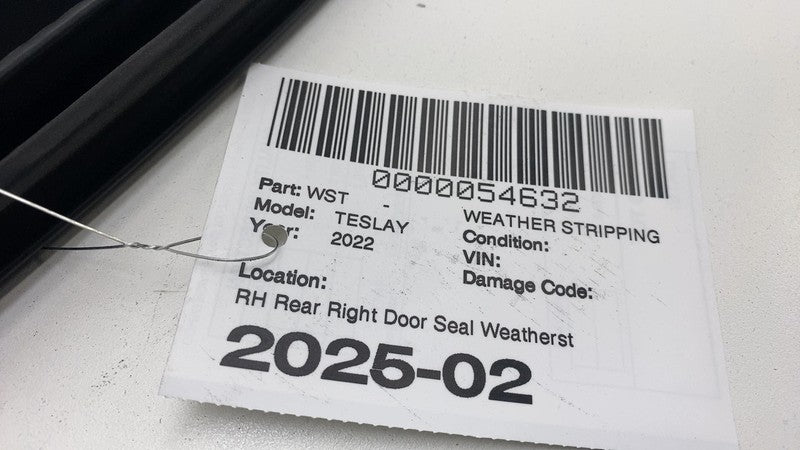 0000054632
Part: WST - WEATHER STRIPPING
Model: TESLAY Condition:
Year: 2022 VIN:
Damage Code:
Location:
RH Rear Right Door Seal Weatherst
2025-02